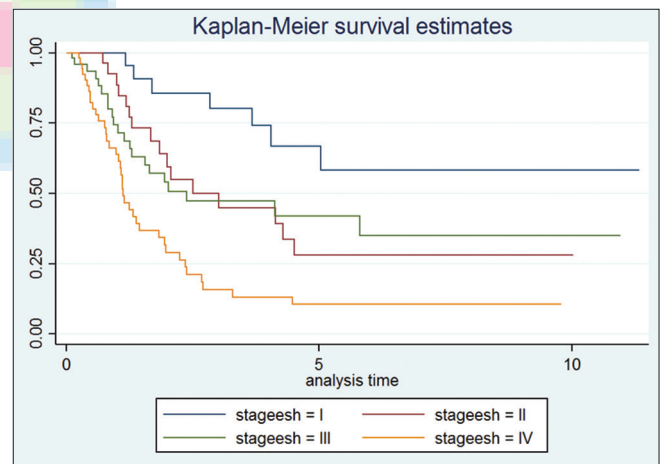 Kaplan-Meier survival estimates
1.00
0.75
0.50
0.25
0.00
0 5 10
analysis time
stageesh = I stageesh = II
stageesh = III stageesh = IV